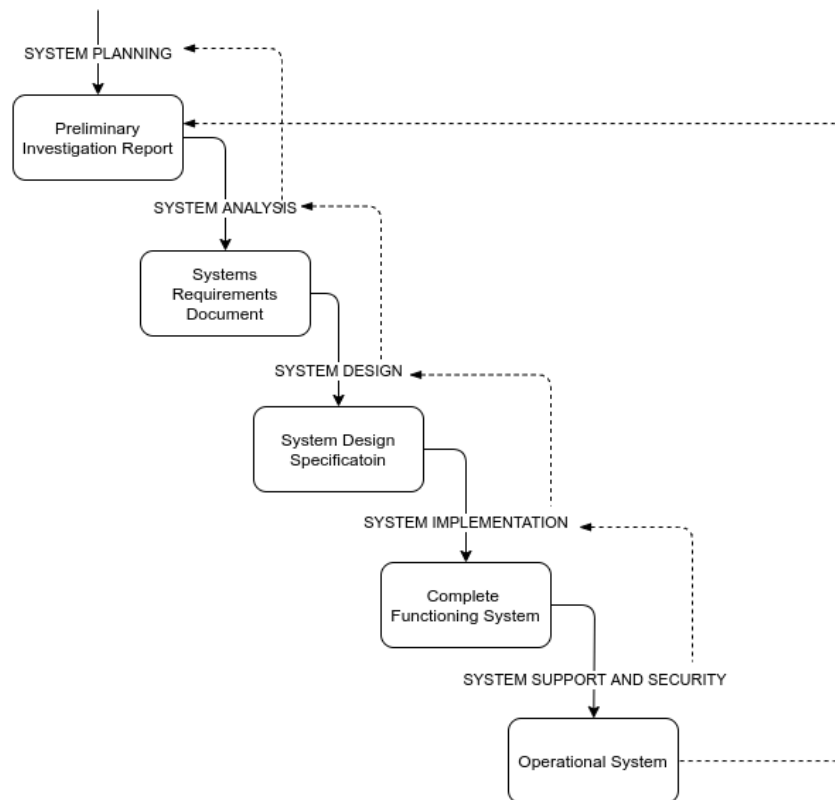 SYSTEM PLANNING
Preliminary
Investigation Report
SYSTEM ANALYSIS
Systems
Requirements
Document
SYSTEM DESIGN
System Design
Specificatoin
SYSTEM IMPLEMENTATION
Complete
Functioning System
SYSTEM SUPPORT AND SECURITY
Operational System